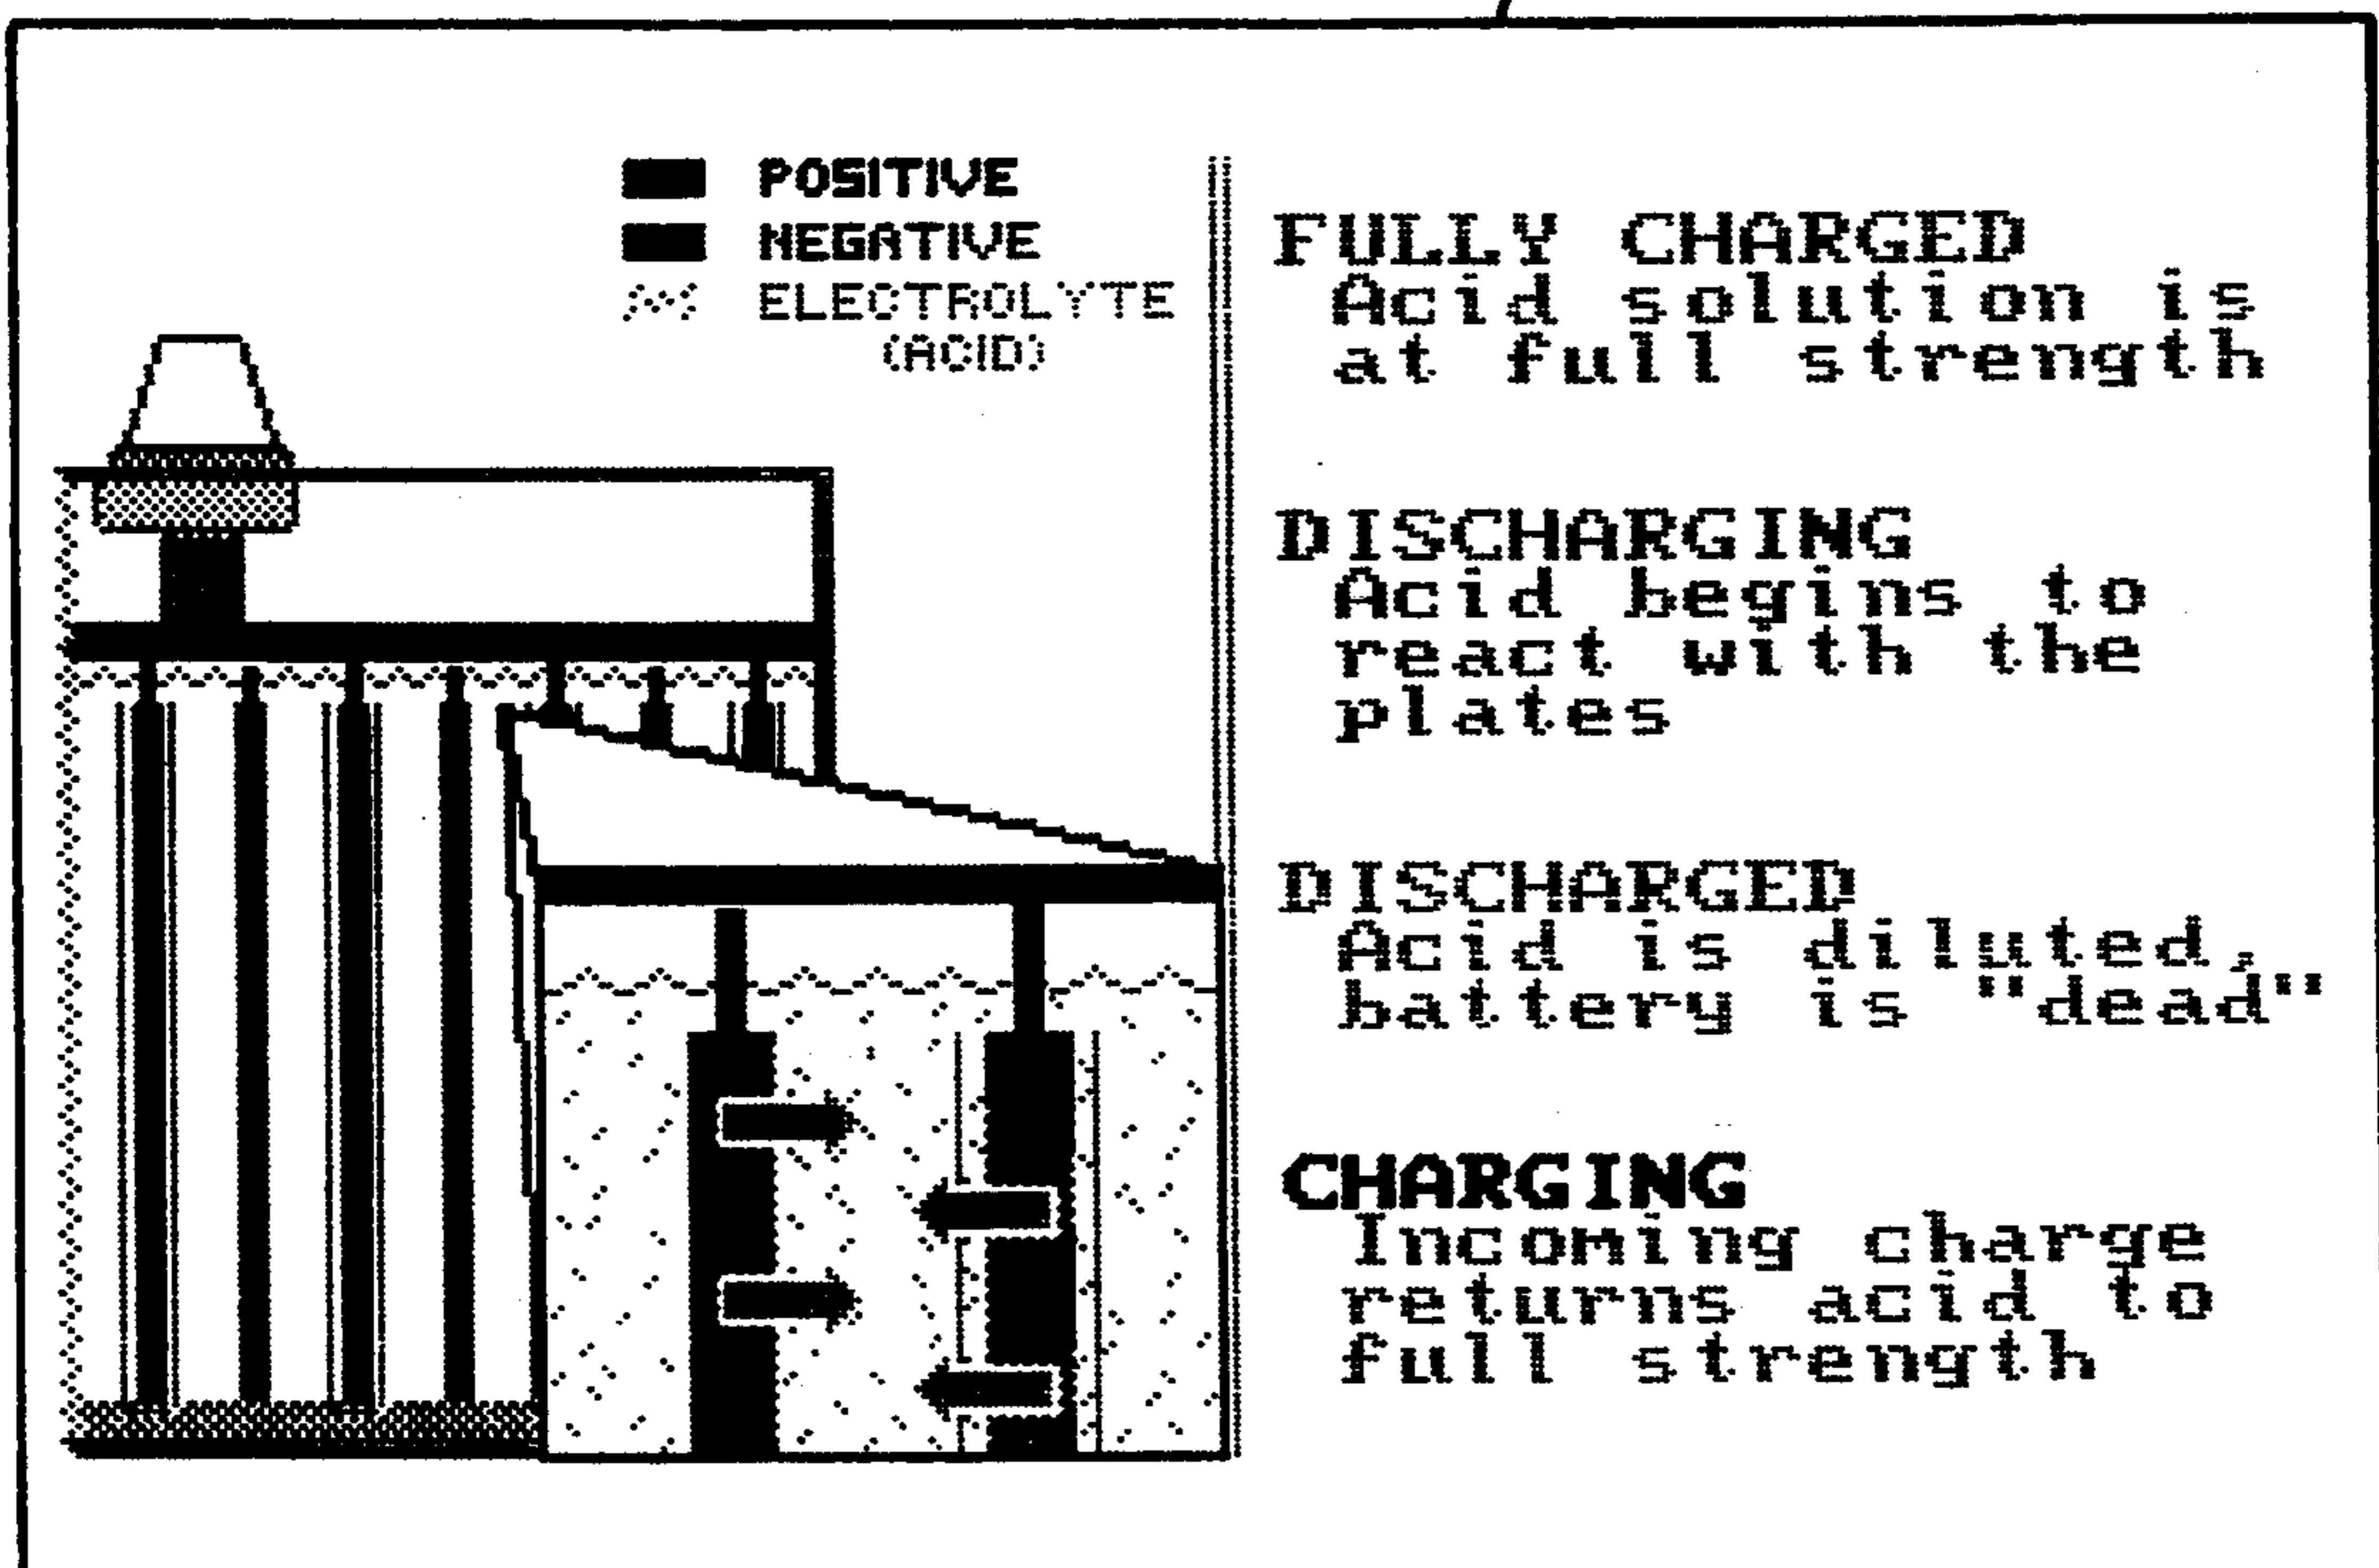 POSITIVE
NEGATIVE
ELECTROLYTE
(ACID)
FULLY CHARGED
Acid solution is
at full strength
DISCHARGING
Acid begins to
react with the
plates
DISCHARGED
Acid is diluted,
battery is "dead"
CHARGING
Incoming charge
returns acid to
full strength